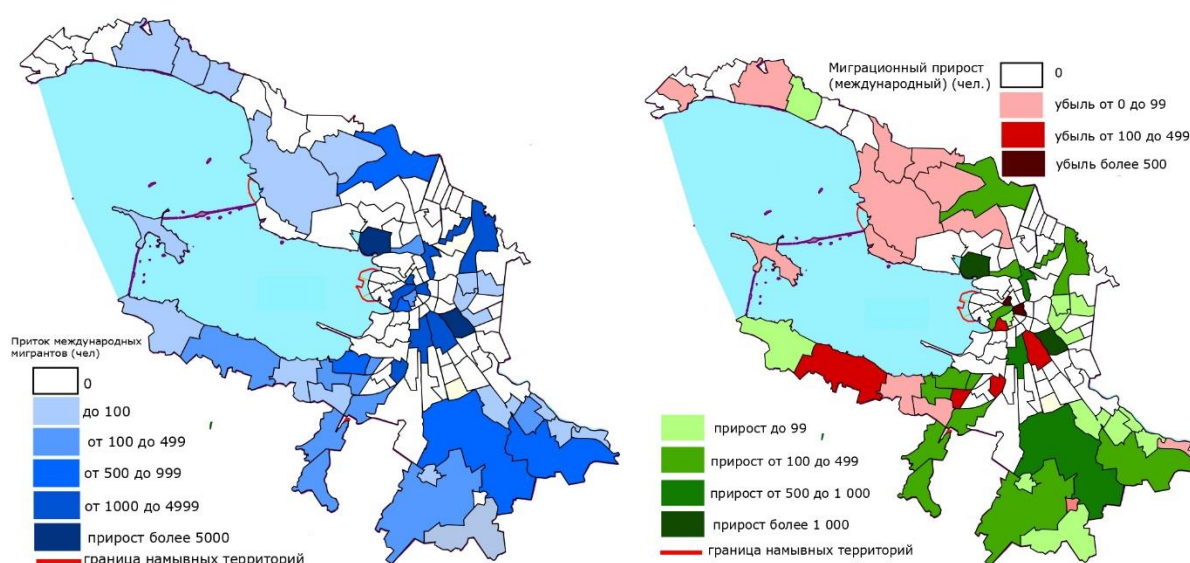 Приток международных
мигрантов (чел)
0
до 100
от 100 до 499
от 500 до 999
от 1000 до 4999
прирост более 5000
граница намывных территорий
Миграционный прирост
(международный) (чел.)
0
убыль от 0 до 99
убыль от 100 до 499
убыль более 500
прирост до 99
прирост от 100 до 499
прирост от 500 до 1 000
прирост более 1 000
граница намывных территорий